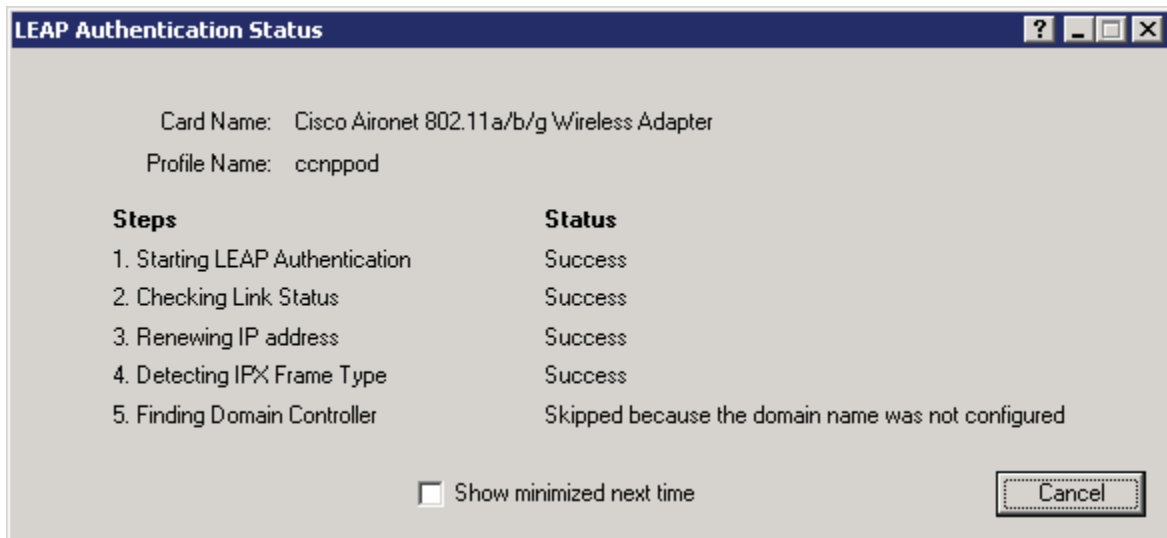 LEAP Authentication Status
Card Name: Cisco Aironet 802.11a/b/g Wireless Adapter
Profile Name: ccnppod
Steps Status
1. Starting LEAP Authentication Success
2. Checking Link Status Success
3. Renewing IP address Success
4. Detecting IPX Frame Type Success
5. Finding Domain Controller Skipped because the domain name was not configured
Show minimized next time Cancel